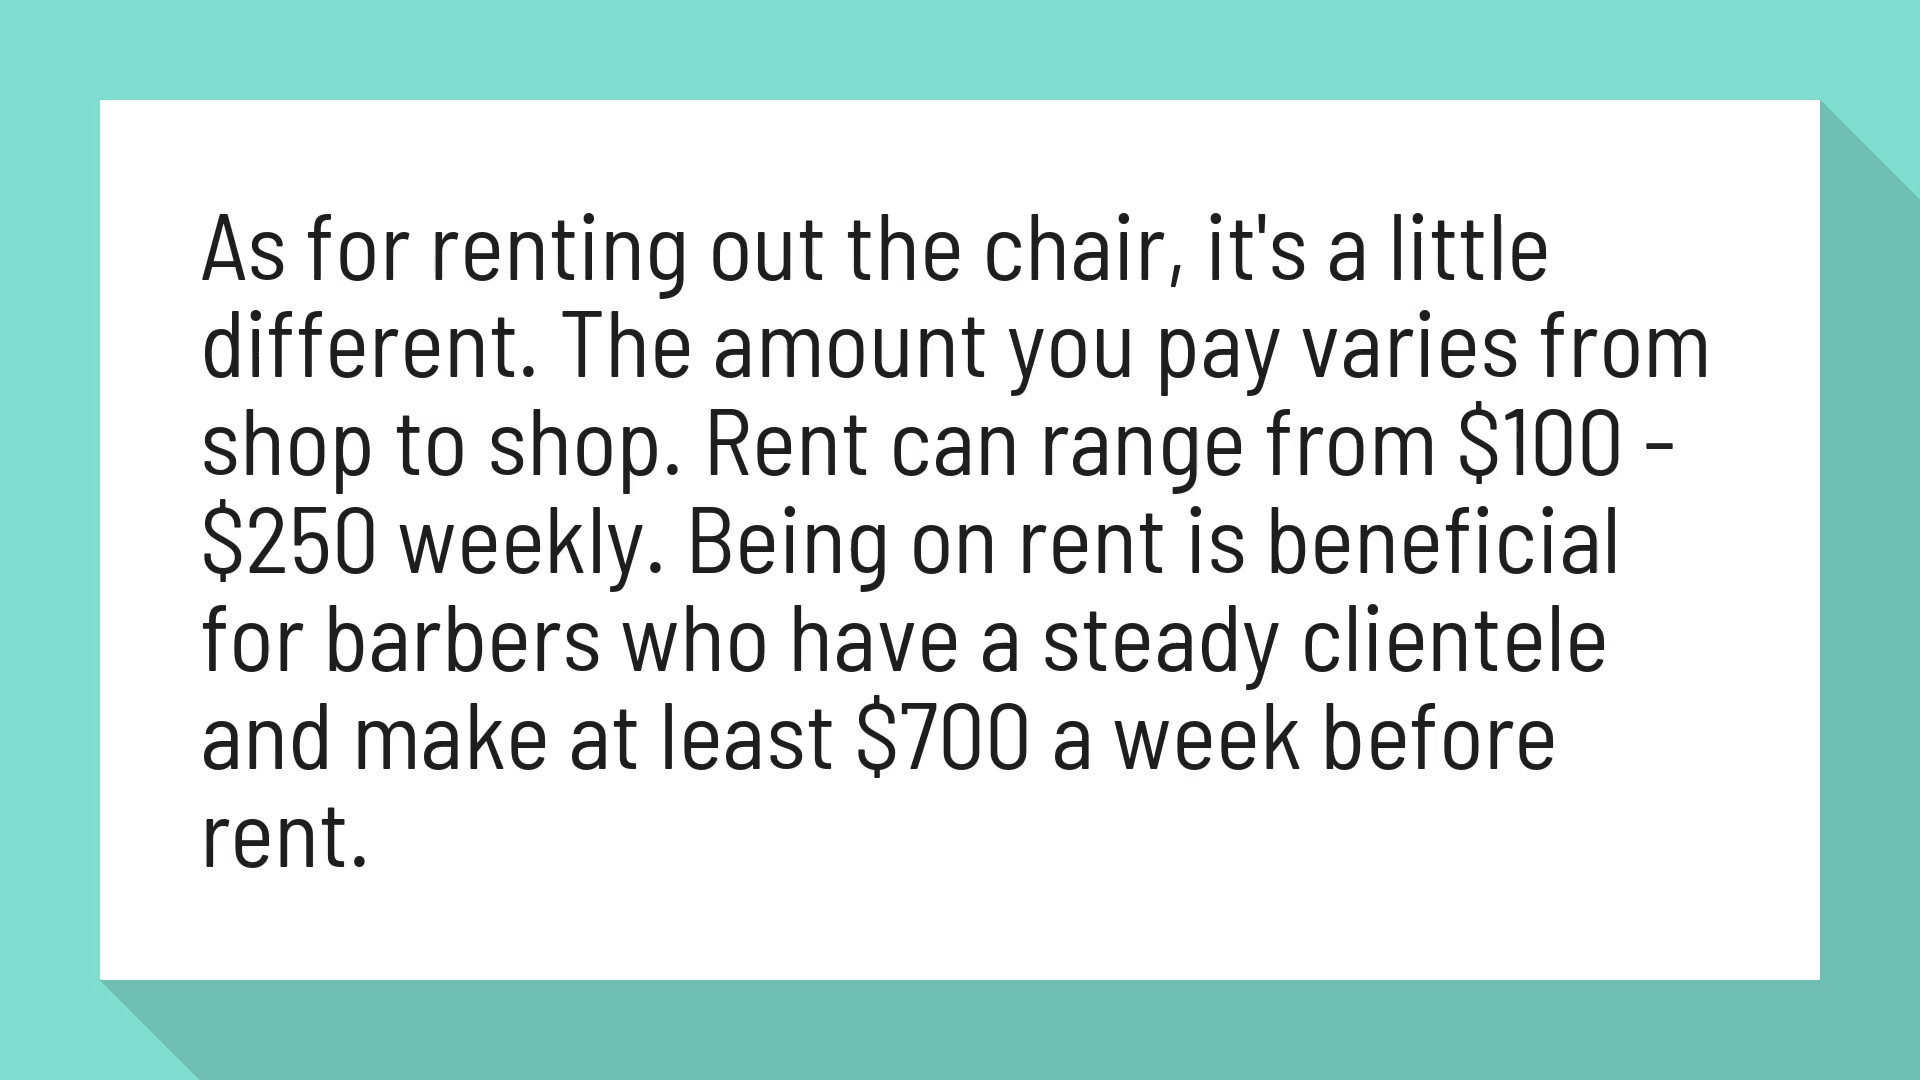 As for renting out the chair, it's a little
different. The amount you pay varies from
shop to shop. Rent can range from $100 -
$250 weekly. Being on rent is beneficial
for barbers who have a steady clientele
and make at least $700 a week before
rent.